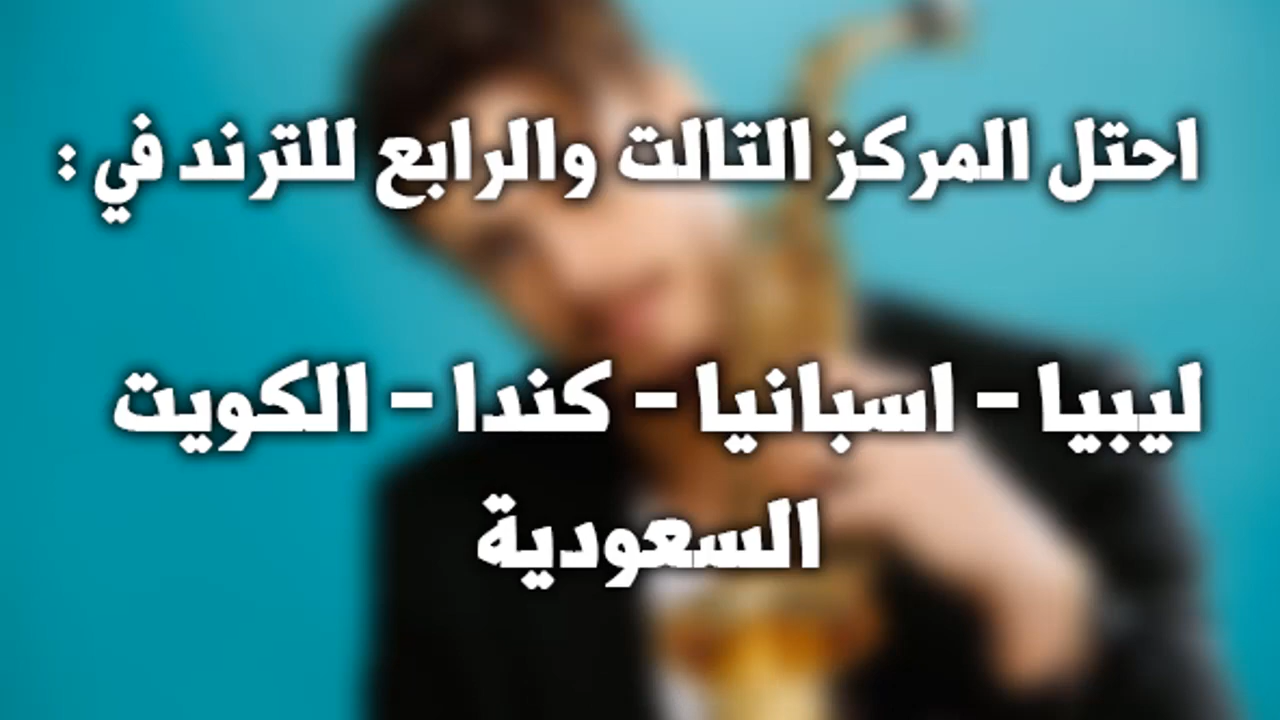 احتل المركز التالت والرابع للترند في :
ليبيا - اسبانيا - كندا - الكويت
السعودية